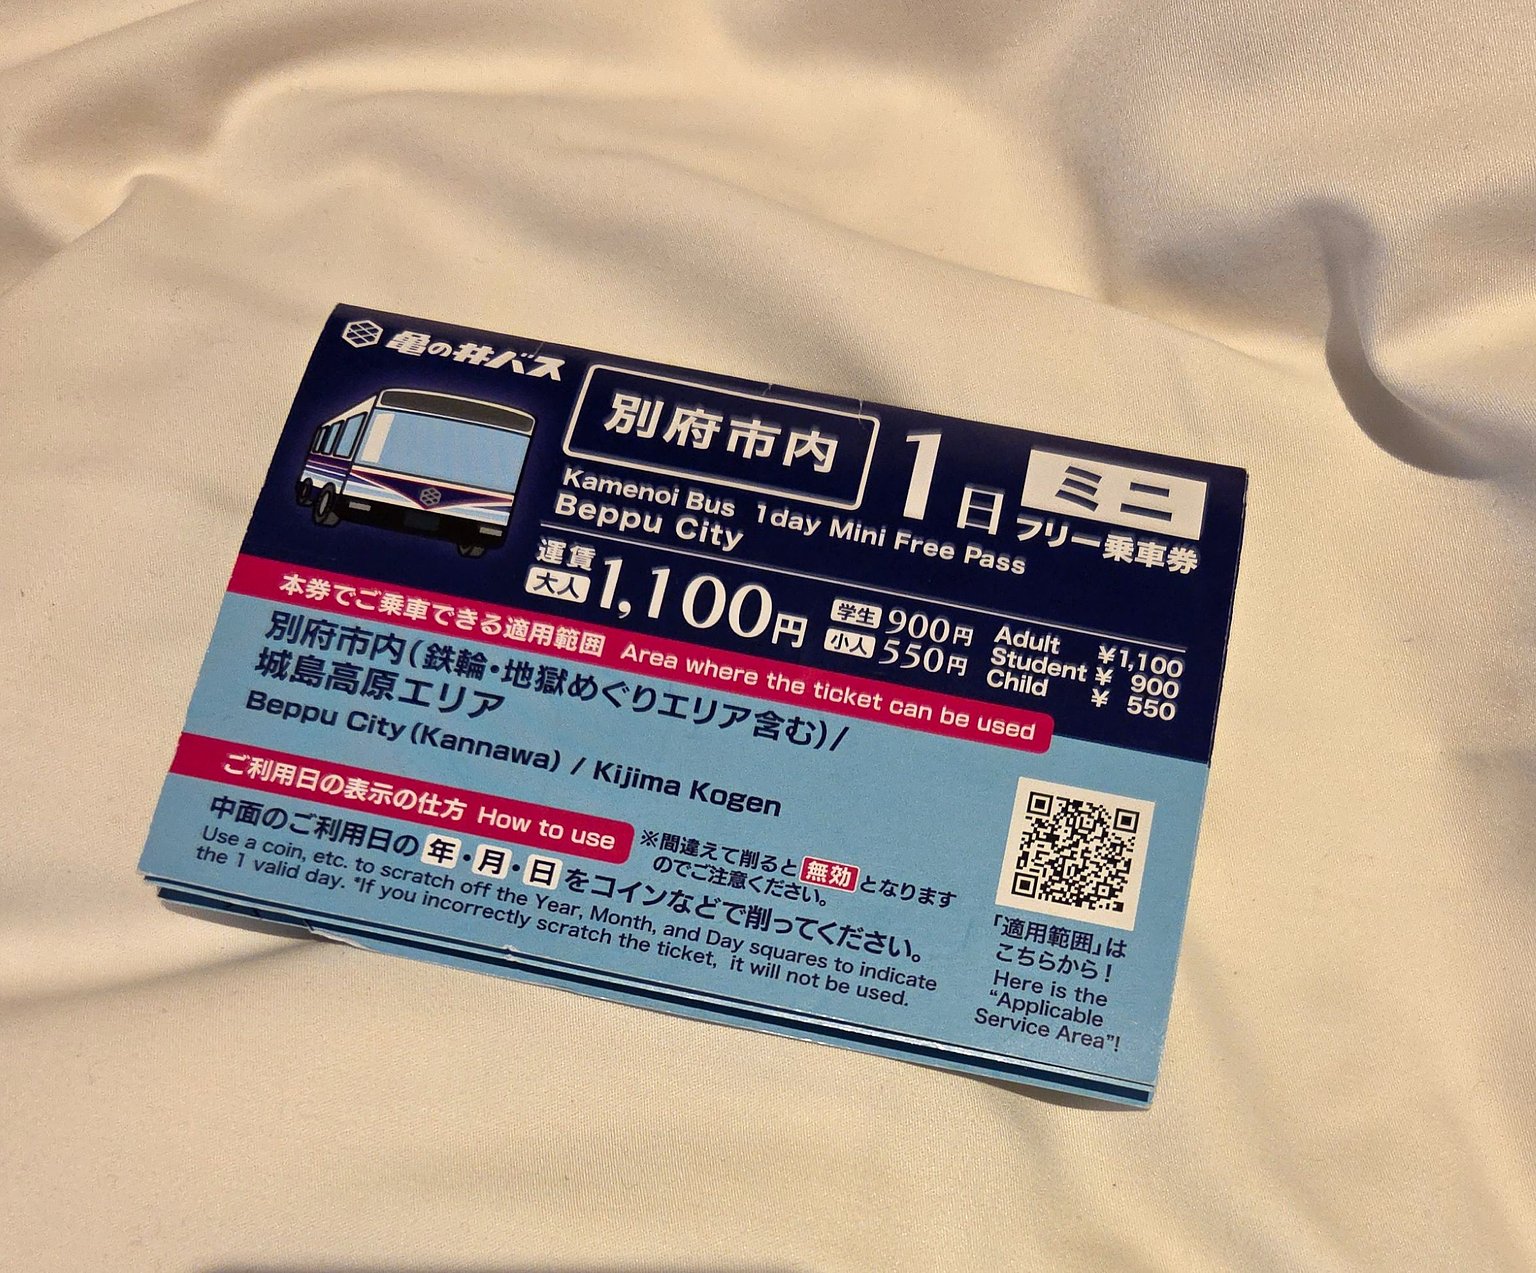 亀の井バス
別府市内 1日 ミニ
フリー乗車券
Kamenoi Bus 1day Mini Free Pass
Beppu City
運賃
大人 1,100円
学生 900円
小人 550円
Adult ¥1,100
Student ¥ 900
Child ¥ 550
本券でご乗車できる適用範囲 Area where the ticket can be used
別府市内(鉄輪・地獄めぐりエリア含む)/
城島高原エリア
Beppu City(Kannawa) / Kijima Kogen
ご利用日の表示の仕方 How to use
※間違えて削ると無効となります
のでご注意ください。
中面のご利用日の年・月・日をコインなどで削ってください。
Use a coin, etc. to scratch off the Year, Month, and Day squares to indicate
the 1 valid day. *If you incorrectly scratch the ticket, it will not be used.
「適用範囲」は
こちらから!
Here is the
"Applicable
Service Area"!